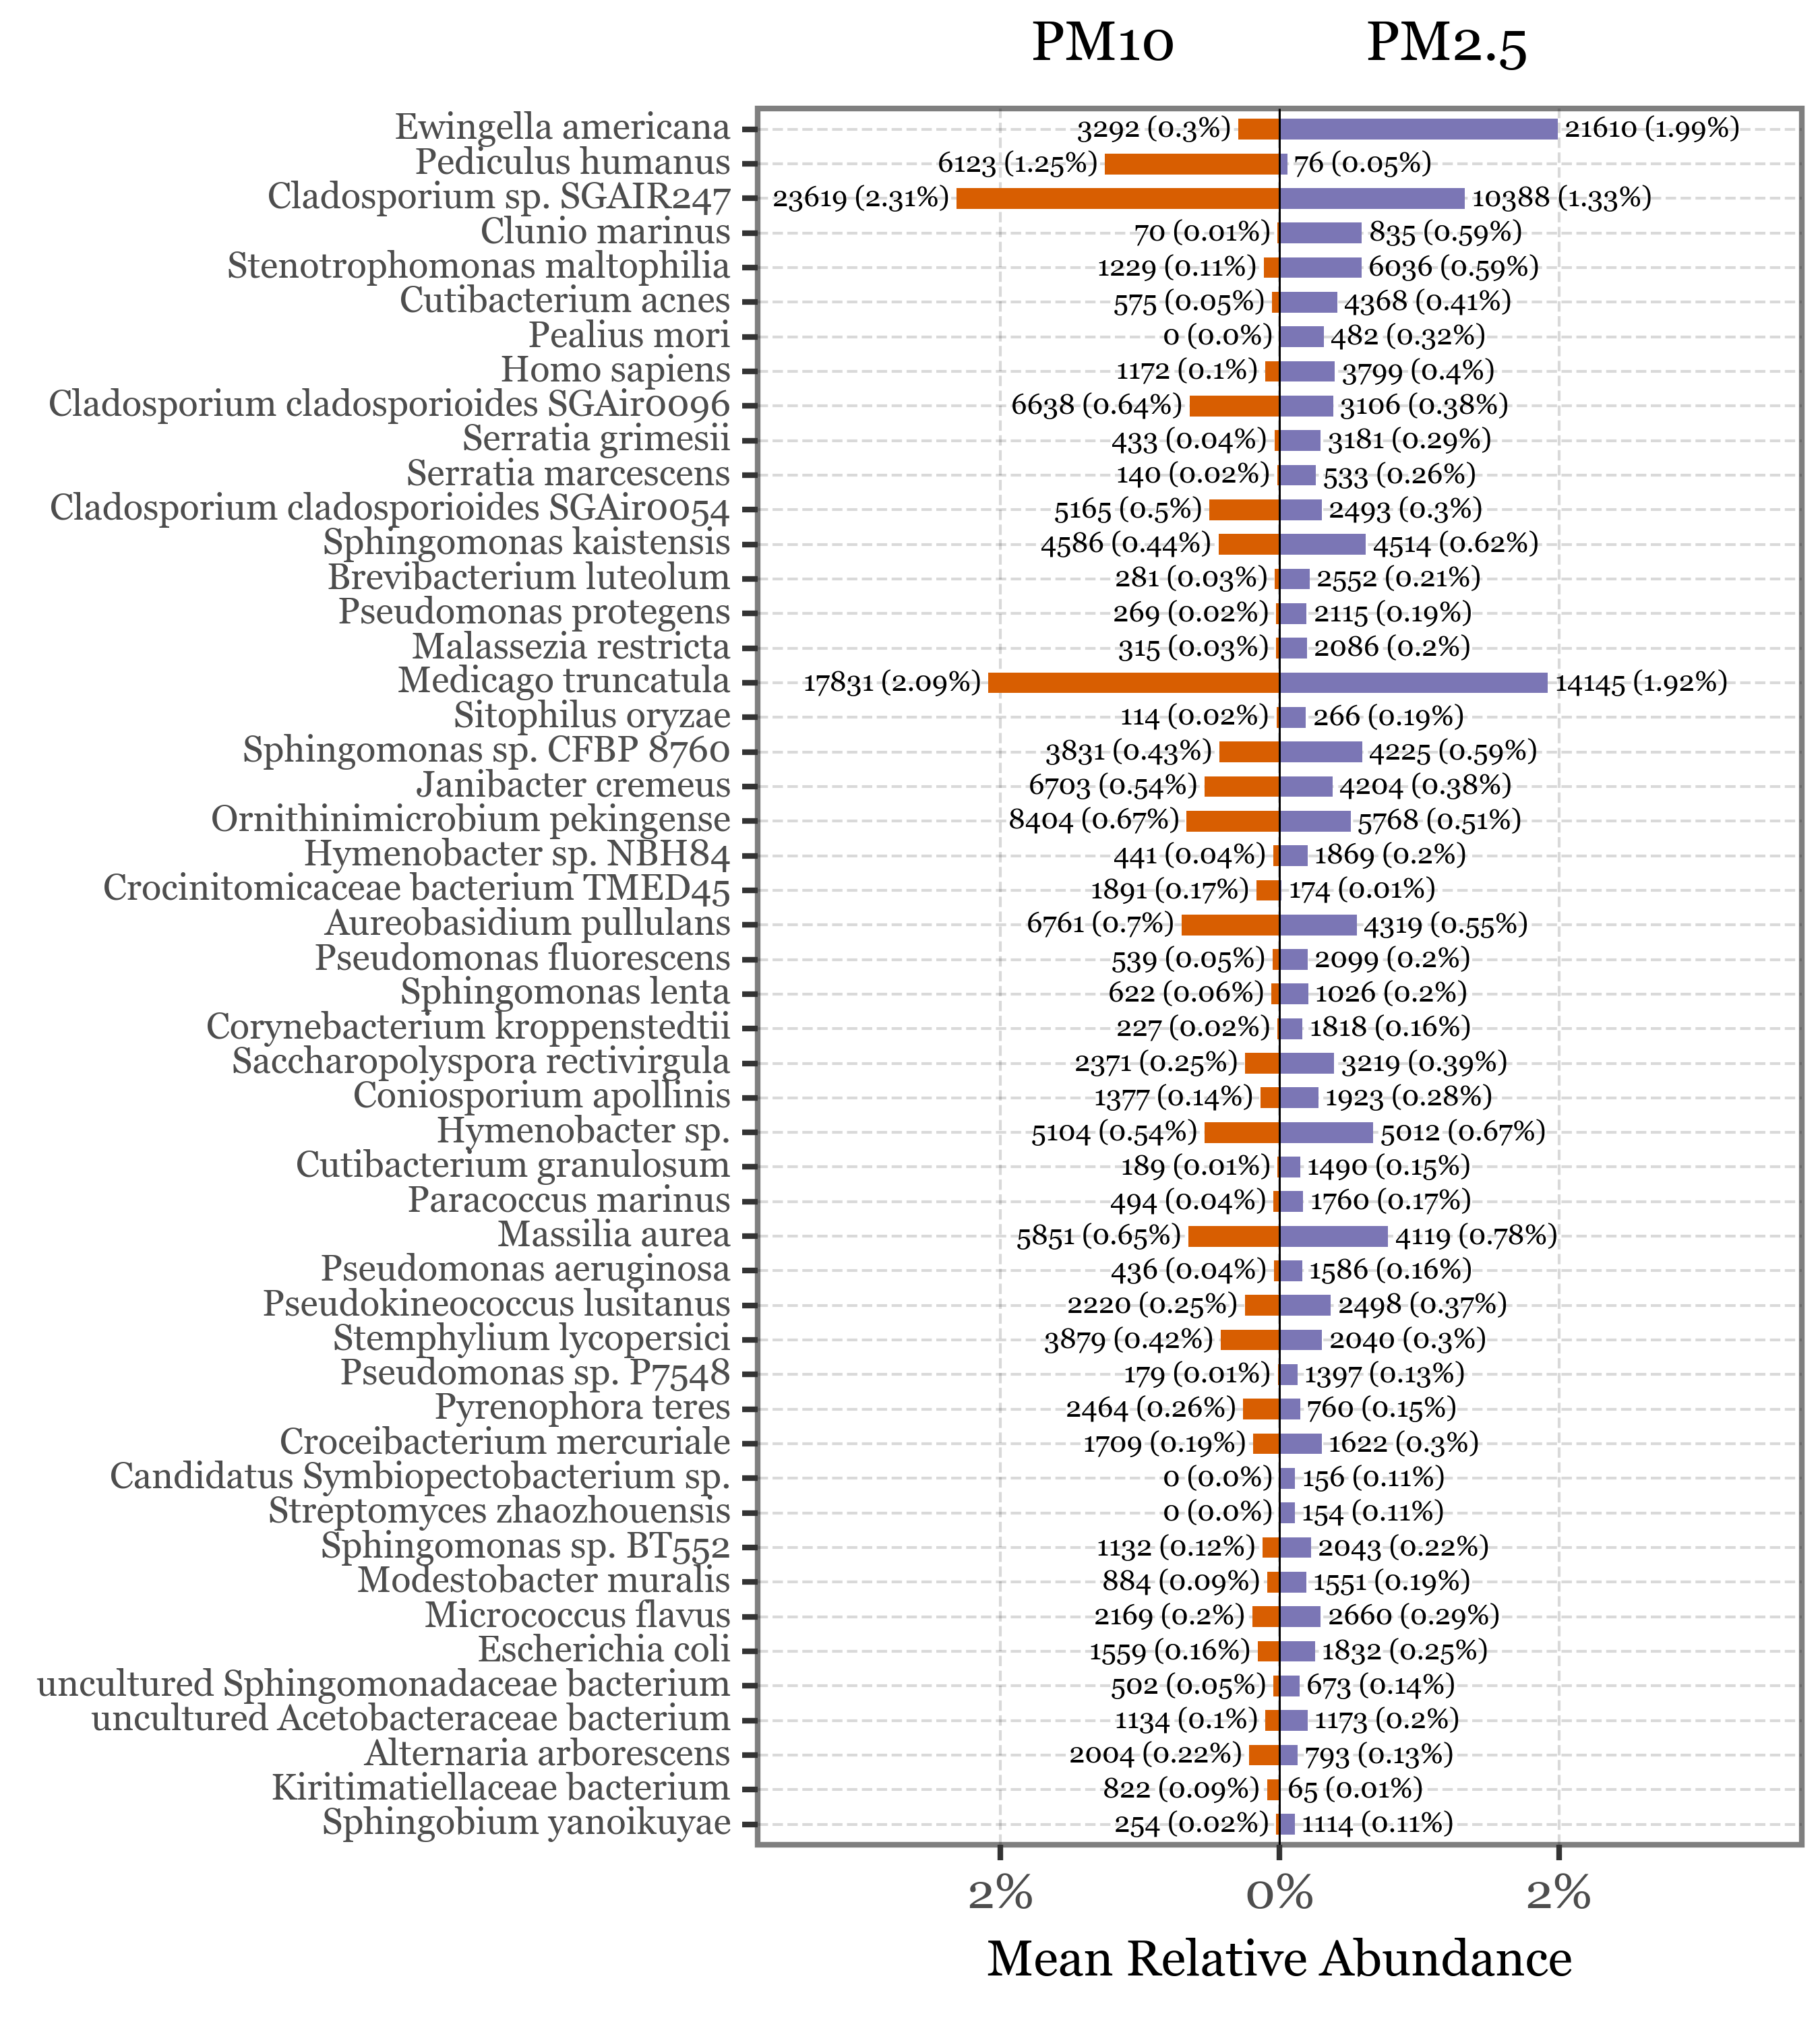 PM10 PM2.5
Ewingella americana 3292 (0.3%) 21610 (1.99%)
Pediculus humanus 6123 (1.25%) 76 (0.05%)
Cladosporium sp. SGAIR247 23619 (2.31%) 10388 (1.33%)
Clunio marinus 70 (0.01%) 835 (0.59%)
Stenotrophomonas maltophilia 1229 (0.11%) 6036 (0.59%)
Cutibacterium acnes 575 (0.05%) 4368 (0.41%)
Pealius mori 0 (0.0%) 482 (0.32%)
Homo sapiens 1172 (0.1%) 3799 (0.4%)
Cladosporium cladosporioides SGAir0096 6638 (0.64%) 3106 (0.38%)
Serratia grimesii 433 (0.04%) 3181 (0.29%)
Serratia marcescens 140 (0.02%) 533 (0.26%)
Cladosporium cladosporioides SGAir0054 5165 (0.5%) 2493 (0.3%)
Sphingomonas kaistensis 4586 (0.44%) 4514 (0.62%)
Brevibacterium luteolum 281 (0.03%) 2552 (0.21%)
Pseudomonas protegens 269 (0.02%) 2115 (0.19%)
Malassezia restricta 315 (0.03%) 2086 (0.2%)
Medicago truncatula 17831 (2.09%) 14145 (1.92%)
Sitophilus oryzae 114 (0.02%) 266 (0.19%)
Sphingomonas sp. CFBP 8760 3831 (0.43%) 4225 (0.59%)
Janibacter cremeus 6703 (0.54%) 4204 (0.38%)
Ornithinimicrobium pekingense 8404 (0.67%) 5768 (0.51%)
Hymenobacter sp. NBH84 441 (0.04%) 1869 (0.2%)
Crocinitomicaceae bacterium TMED45 1891 (0.17%) 174 (0.01%)
Aureobasidium pullulans 6761 (0.7%) 4319 (0.55%)
Pseudomonas fluorescens 539 (0.05%) 2099 (0.2%)
Sphingomonas lenta 622 (0.06%) 1026 (0.2%)
Corynebacterium kroppenstedtii 227 (0.02%) 1818 (0.16%)
Saccharopolyspora rectivirgula 2371 (0.25%) 3219 (0.39%)
Coniosporium apollinis 1377 (0.14%) 1923 (0.28%)
Hymenobacter sp. 5104 (0.54%) 5012 (0.67%)
Cutibacterium granulosum 189 (0.01%) 1490 (0.15%)
Paracoccus marinus 494 (0.04%) 1760 (0.17%)
Massilia aurea 5851 (0.65%) 4119 (0.78%)
Pseudomonas aeruginosa 436 (0.04%) 1586 (0.16%)
Pseudokineococcus lusitanus 2220 (0.25%) 2498 (0.37%)
Stemphylium lycopersici 3879 (0.42%) 2040 (0.3%)
Pseudomonas sp. P7548 179 (0.01%) 1397 (0.13%)
Pyrenophora teres 2464 (0.26%) 760 (0.15%)
Croceibacterium mercuriale 1709 (0.19%) 1622 (0.3%)
Candidatus Symbiopectobacterium sp. 0 (0.0%) 156 (0.11%)
Streptomyces zhaozhouensis 0 (0.0%) 154 (0.11%)
Sphingomonas sp. BT552 1132 (0.12%) 2043 (0.22%)
Modestobacter muralis 884 (0.09%) 1551 (0.19%)
Micrococcus flavus 2169 (0.2%) 2660 (0.29%)
Escherichia coli 1559 (0.16%) 1832 (0.25%)
uncultured Sphingomonadaceae bacterium 502 (0.05%) 673 (0.14%)
uncultured Acetobacteraceae bacterium 1134 (0.1%) 1173 (0.2%)
Alternaria arborescens 2004 (0.22%) 793 (0.13%)
Kiritimatiellaceae bacterium 822 (0.09%) 65 (0.01%)
Sphingobium yanoikuyae 254 (0.02%) 1114 (0.11%)
2% 0% 2%
Mean Relative Abundance